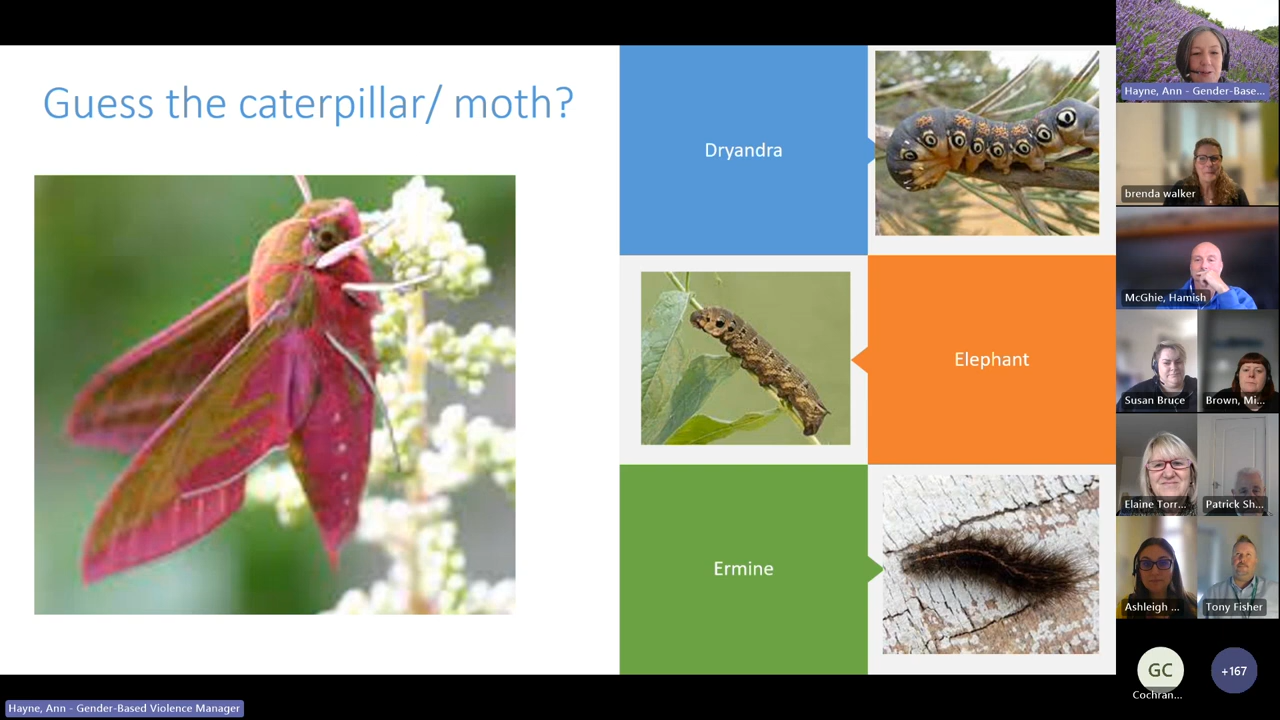 Guess the caterpillar/ moth?
Dryandra
Elephant
Ermine
Hayne, Ann - Gender-Base...
brenda walker
McGhie, Hamish
Susan Bruce
Brown, Mi...
Elaine Torr...
Patrick Sh...
Ashleigh ...
Tony Fisher
GC
+167
Cochran...
Hayne, Ann - Gender-Based Violence Manager